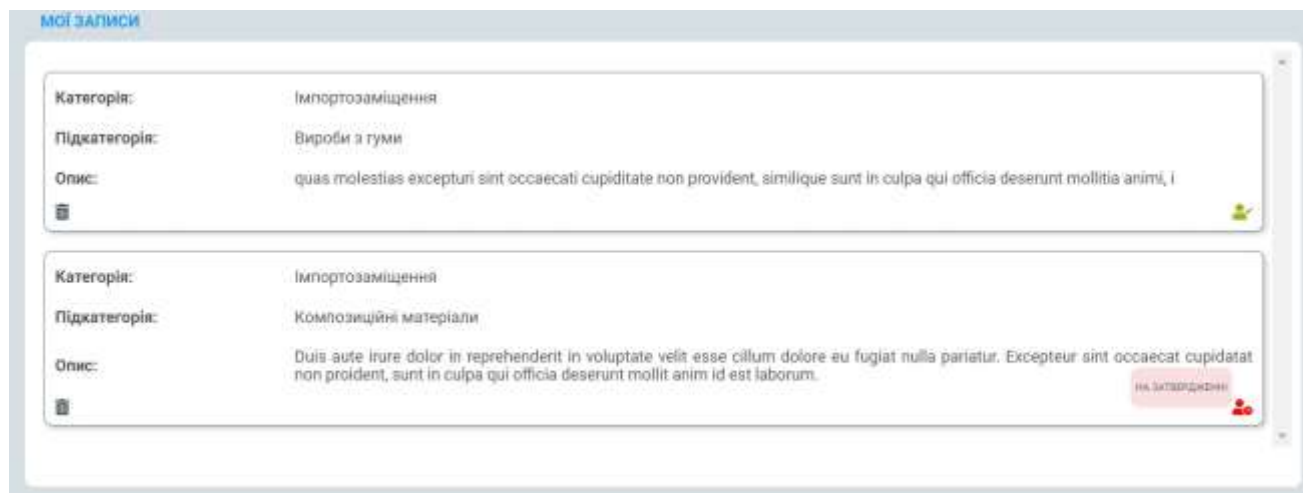 МОЇ ЗАПИСИ
Категорія: Імпортозаміщення
Підкатегорія: Вироби з гуми
Опис: quas molestias excepturi sint occaecati cupiditate non provident, similique sunt in culpa qui officia deserunt mollitia animi, i
Категорія: Імпортозаміщення
Підкатегорія: Композиційні матеріали
Опис: Duis aute irure dolor in reprehenderit in voluptate velit esse cillum dolore eu fugiat nulla pariatur. Excepteur sint occaecat cupidatat
non proident, sunt in culpa qui officia deserunt mollit anim id est laborum.
НА ЗАТВЕРДЖЕННІ